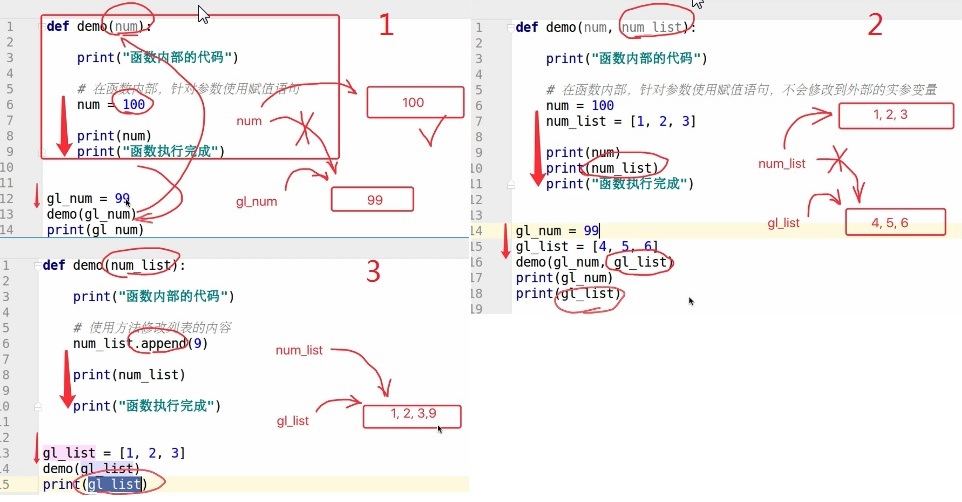 1
1 def demo(num):
2
3 print("函数内部的代码")
4
5 # 在函数内部，针对参数使用赋值语句
6 num = 100
7
8 print(num)
9 print("函数执行完成")
10
11
12 gl_num = 99
13 demo(gl_num)
14 print(gl_num)
num
100
gl_num
99
2
1 def demo(num, num_list):
2
3 print("函数内部的代码")
4
5 # 在函数内部，针对参数使用赋值语句，不会修改到外部的实参变量
6 num = 100
7 num_list = [1, 2, 3]
8
9 print(num)
10 print(num_list)
11 print("函数执行完成")
12
13
14 gl_num = 99
15 gl_list = [4, 5, 6]
16 demo(gl_num, gl_list)
17 print(gl_num)
18 print(gl_list)
19
1, 2, 3
num_list
gl_list
4, 5, 6
3
1 def demo(num_list):
2
3 print("函数内部的代码")
4
5 # 使用方法修改列表的内容
6 num_list.append(9)
7
8 print(num_list)
9
0 print("函数执行完成")
1
2
3 gl_list = [1, 2, 3]
4 demo(gl_list)
5 print(gl_list)
num_list
gl_list
1, 2, 3,9